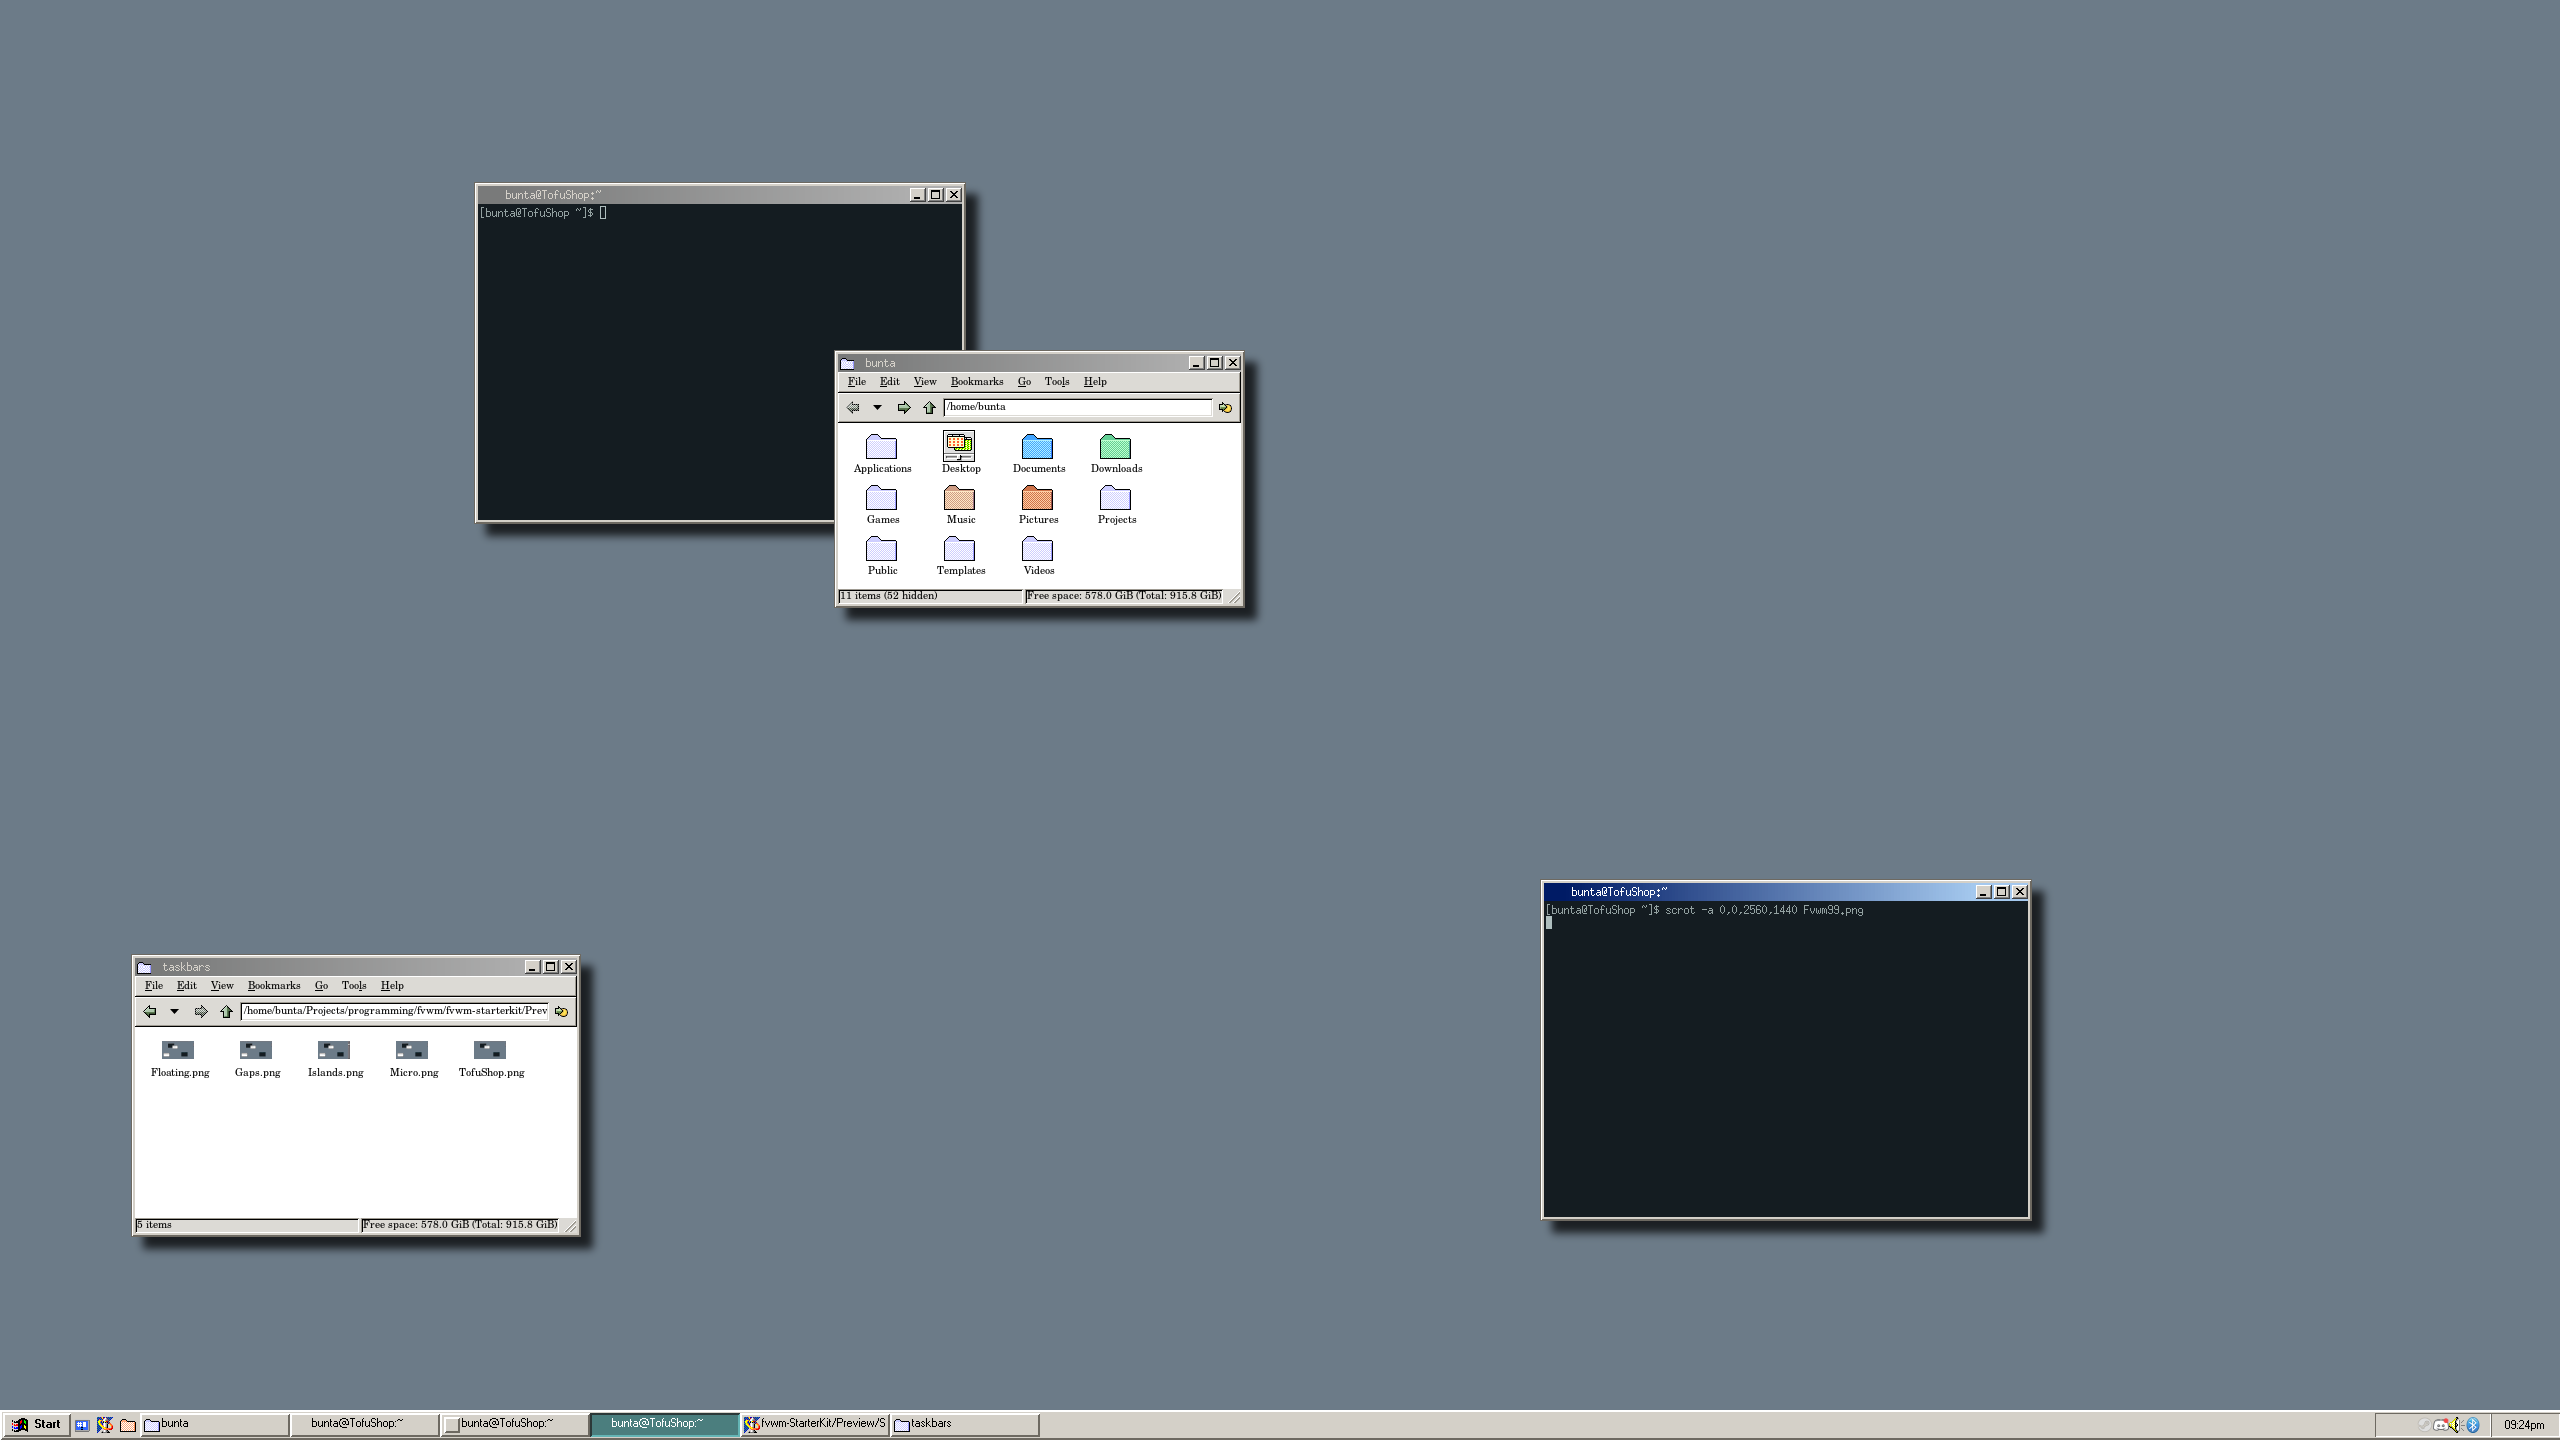 bunta@TofuShop:~
[bunta@TofuShop ~]$
bunta
File Edit View Bookmarks Go Tools Help
/home/bunta
Applications Desktop Documents Downloads
Games Music Pictures Projects
Public Templates Videos
11 items (52 hidden) Free space: 578.0 GiB (Total: 915.8 GiB)
bunta@TofuShop:~
[bunta@TofuShop ~]$ scrot -a 0,0,2560,1440 Fvwm99.png
taskbars
File Edit View Bookmarks Go Tools Help
/home/bunta/Projects/programming/fvwm/fvwm-starterkit/Prev
Floating.png Gaps.png Islands.png Micro.png TofuShop.png
5 items Free space: 578.0 GiB (Total: 915.8 GiB)
Start bunta bunta@TofuShop:~ bunta@TofuShop:~ bunta@TofuShop:~ fvwm-StarterKit/Preview/S taskbars 09:24pm